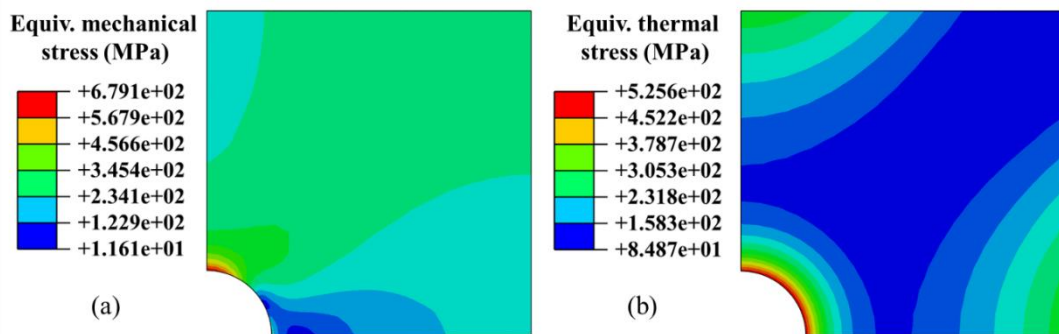 Equiv. mechanical
stress (MPa)
+6.791e+02
+5.679e+02
+4.566e+02
+3.454e+02
+2.341e+02
+1.229e+02
+1.161e+01
(a)
Equiv. thermal
stress (MPa)
+5.256e+02
+4.522e+02
+3.787e+02
+3.053e+02
+2.318e+02
+1.583e+02
+8.487e+01
(b)